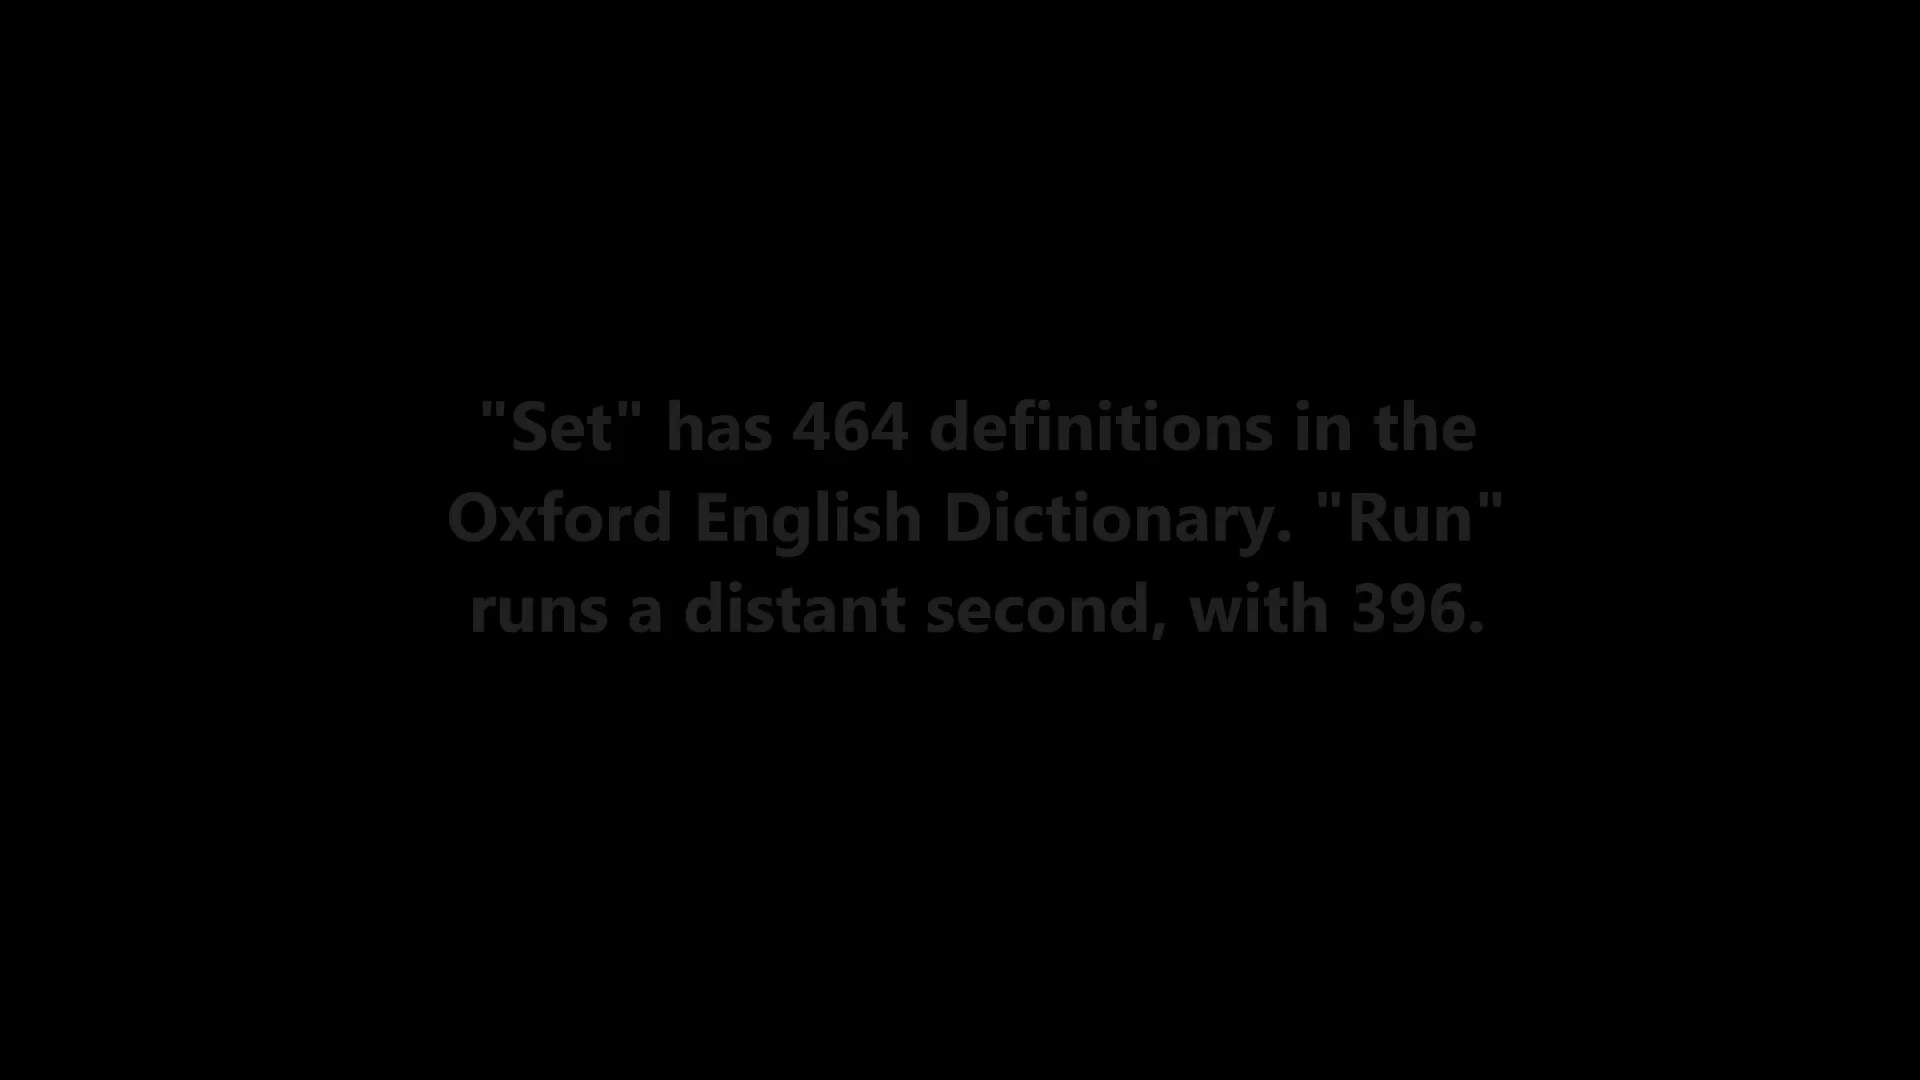 "Set" has 464 definitions in the
Oxford English Dictionary. "Run"
runs a distant second, with 396.